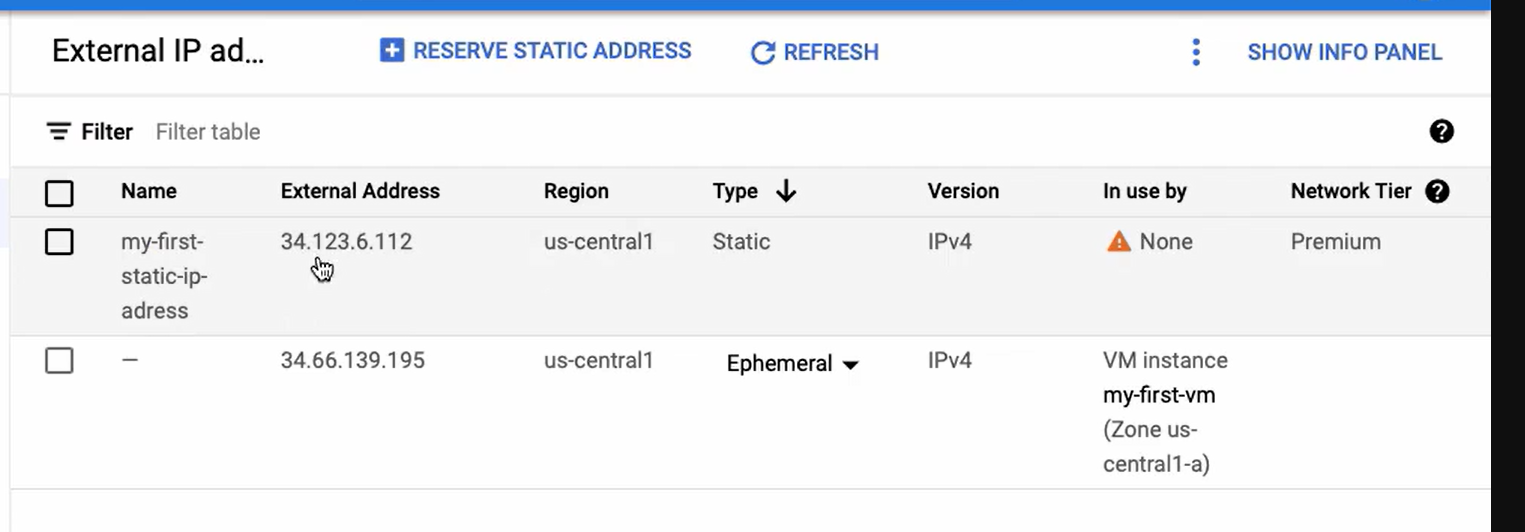 External IP ad... RESERVE STATIC ADDRESS REFRESH SHOW INFO PANEL
Filter Filter table
Name External Address Region Type Version In use by Network Tier
my-first- 34.123.6.112 us-central1 Static IPv4 None Premium
static-ip-
adress
— 34.66.139.195 us-central1 Ephemeral IPv4 VM instance
my-first-vm
(Zone us-
central1-a)